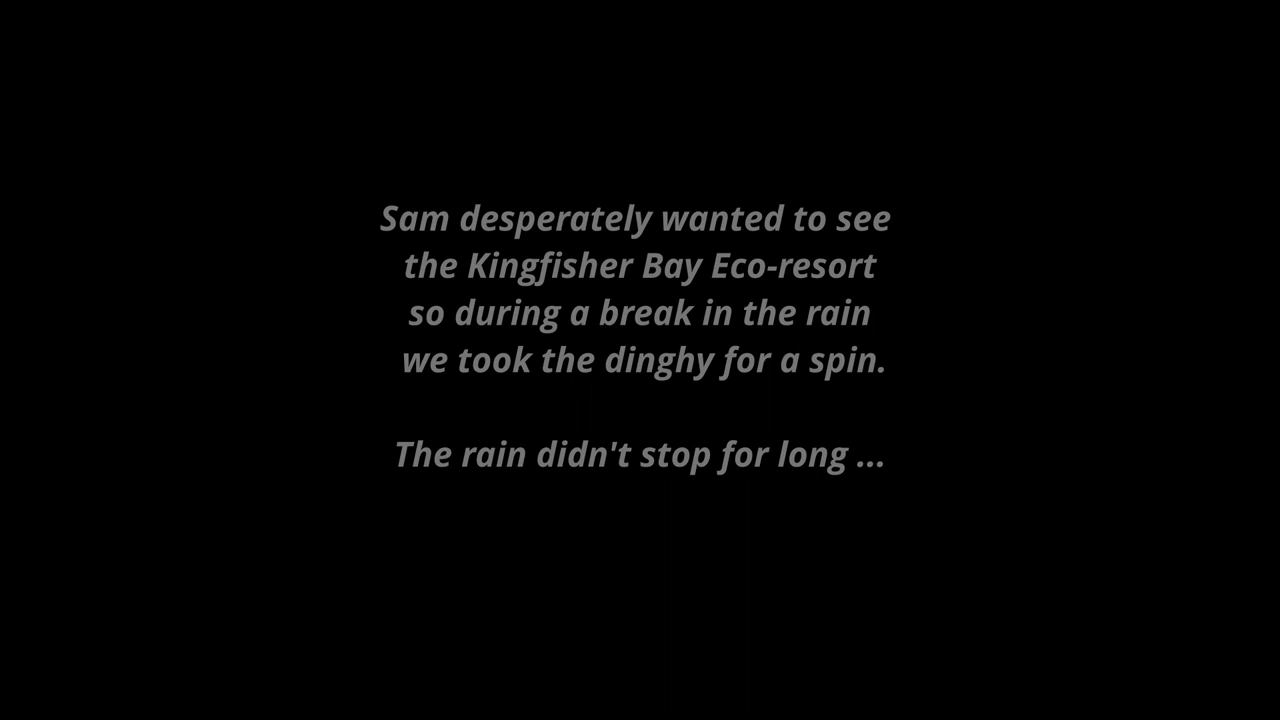 Sam desperately wanted to see
the Kingfisher Bay Eco-resort
so during a break in the rain
we took the dinghy for a spin.
The rain didn't stop for long ...